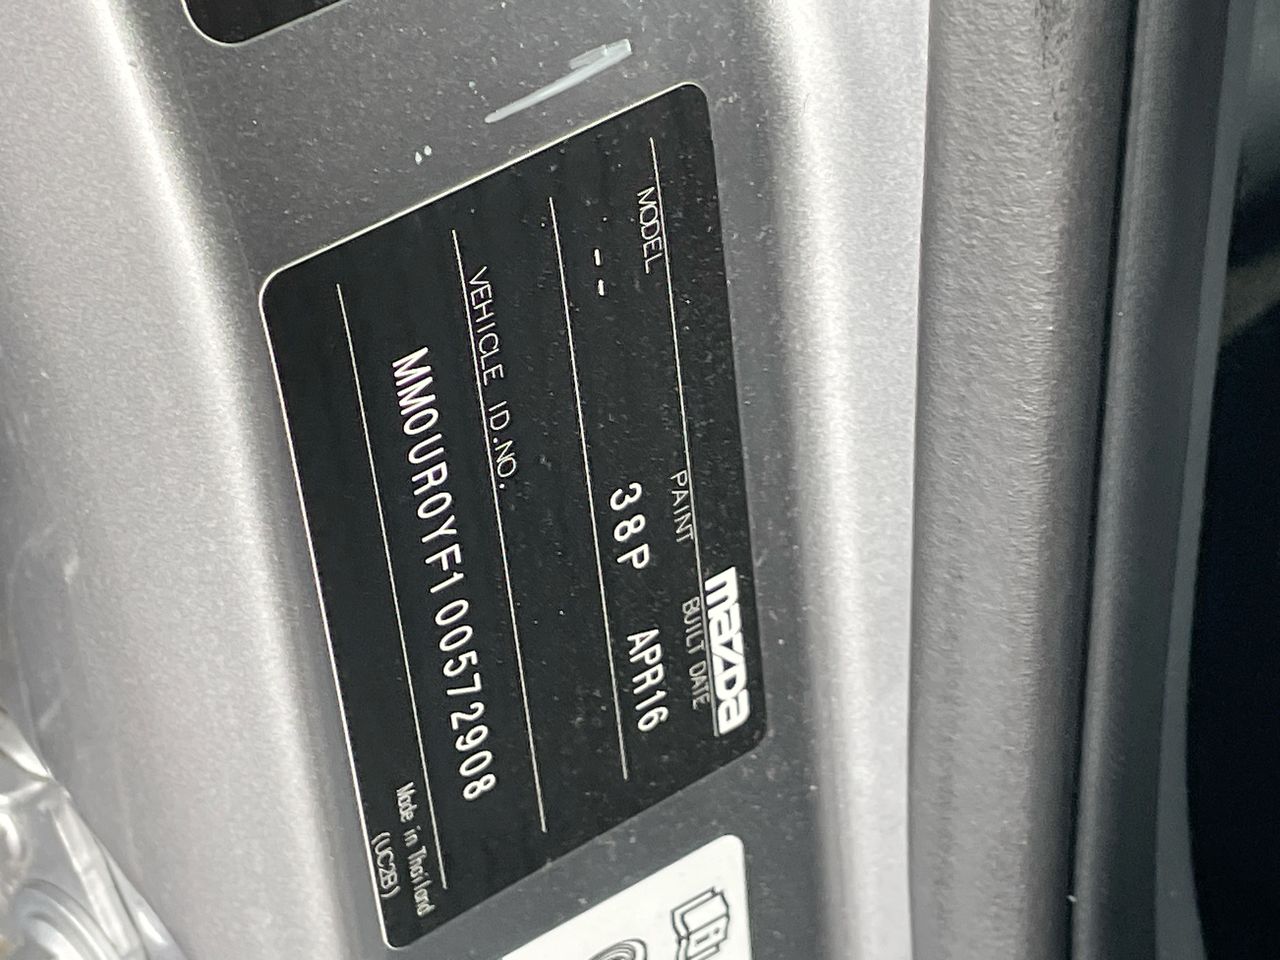 mazda
MODEL PAINT BUILT DATE
-- 38P APR16
VEHICLE ID.NO.
MM0UR0YF100572908
Made in Thailand
(UC2B)